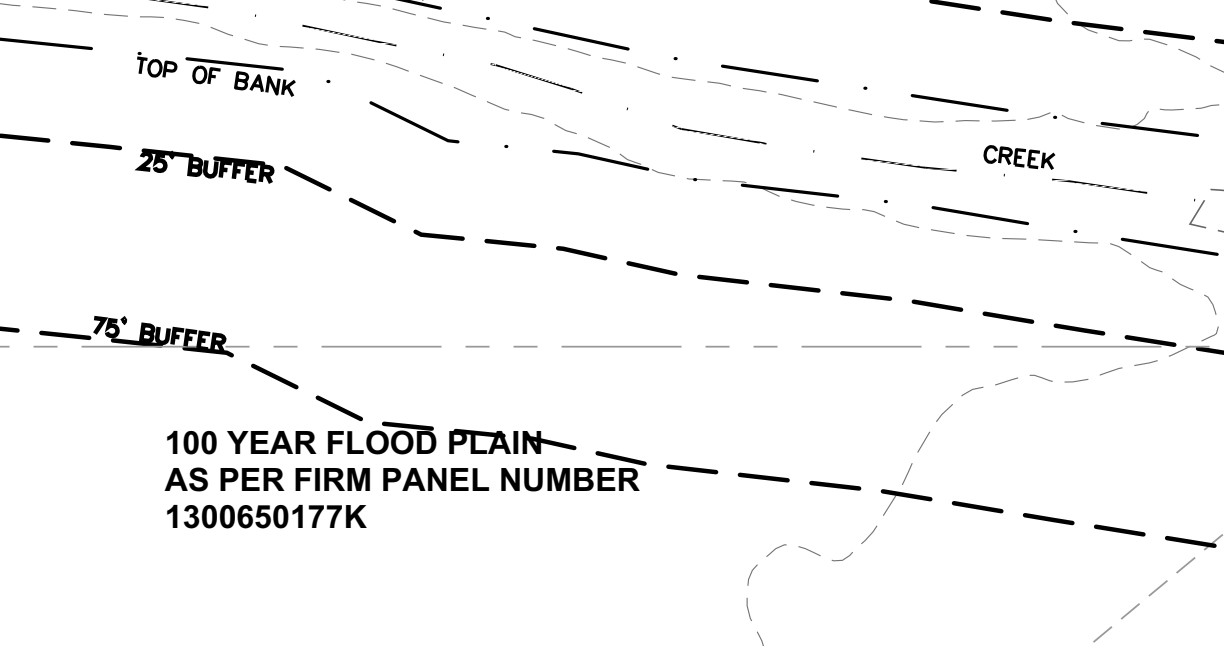 TOP OF BANK
CREEK
25' BUFFER
75' BUFFER
100 YEAR FLOOD PLAIN
AS PER FIRM PANEL NUMBER
1300650177K